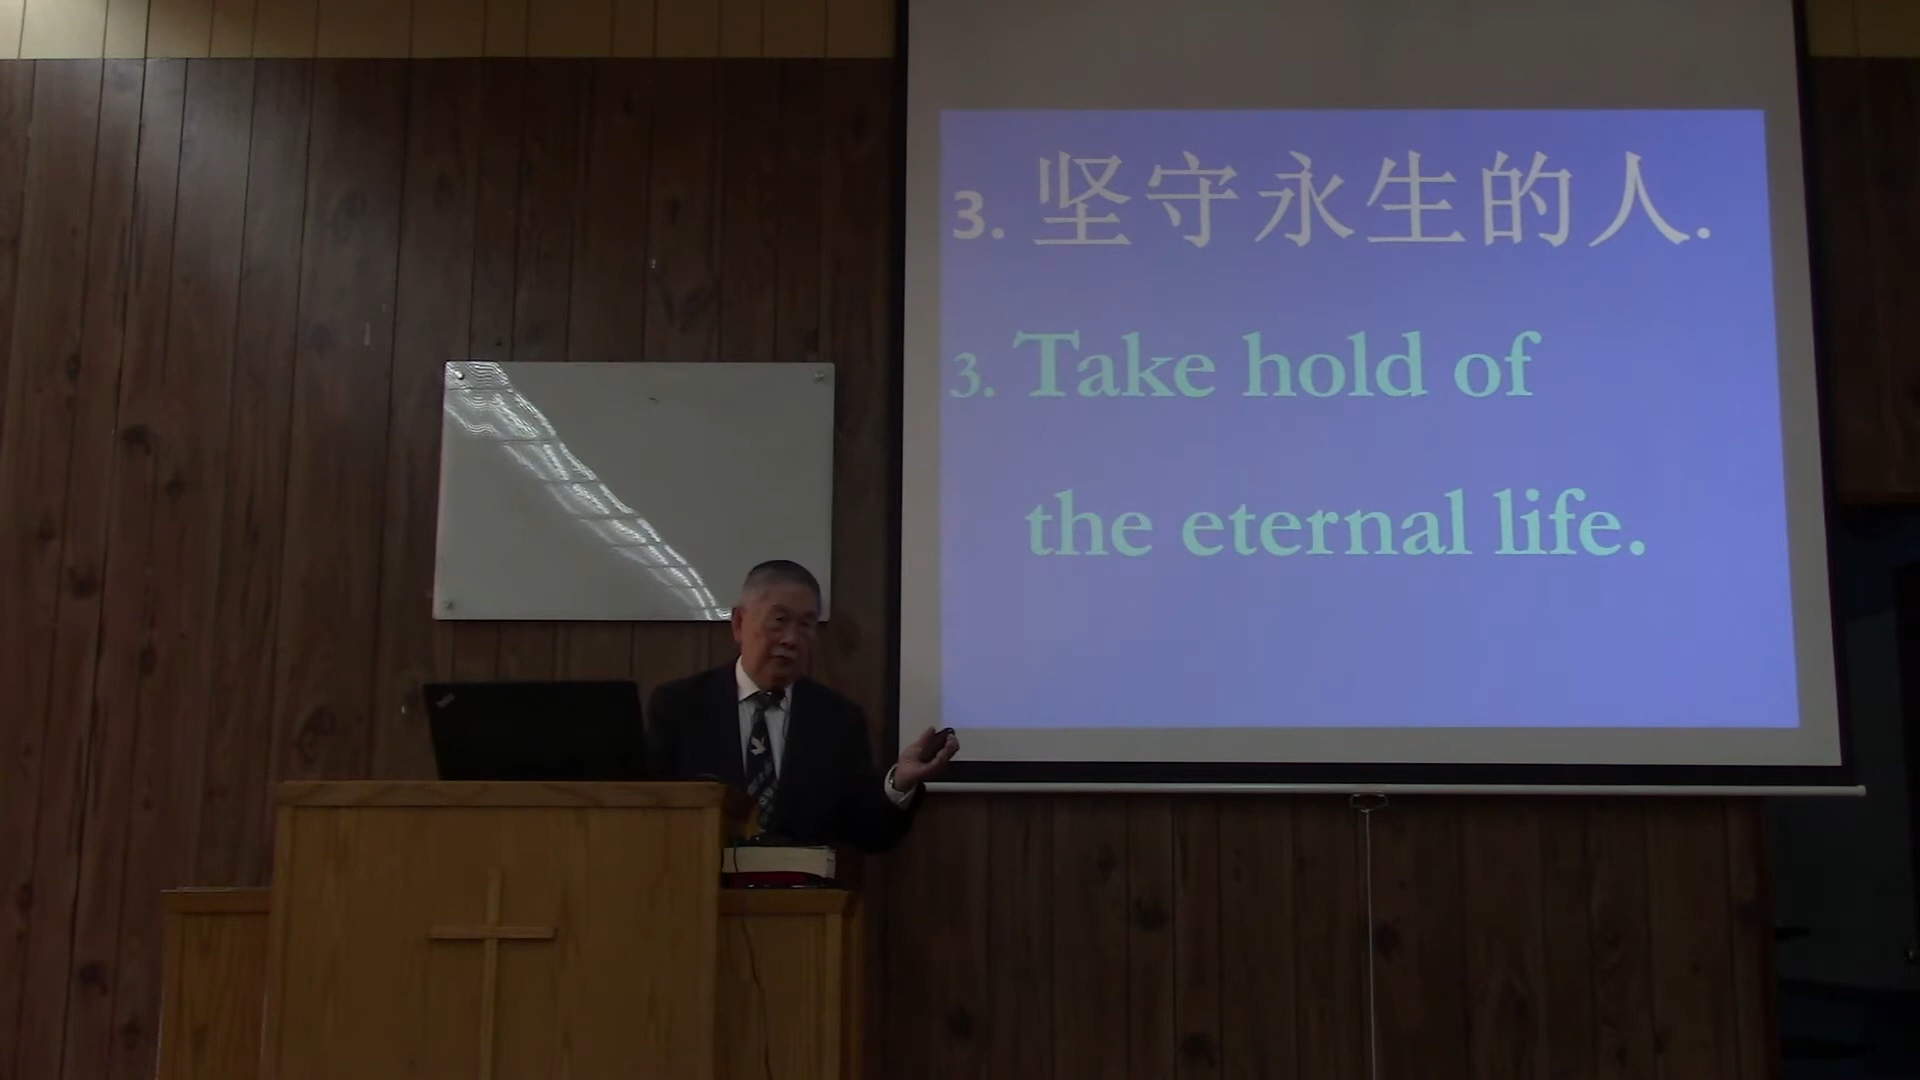 3. 坚守永生的人.
3. Take hold of
the eternal life.